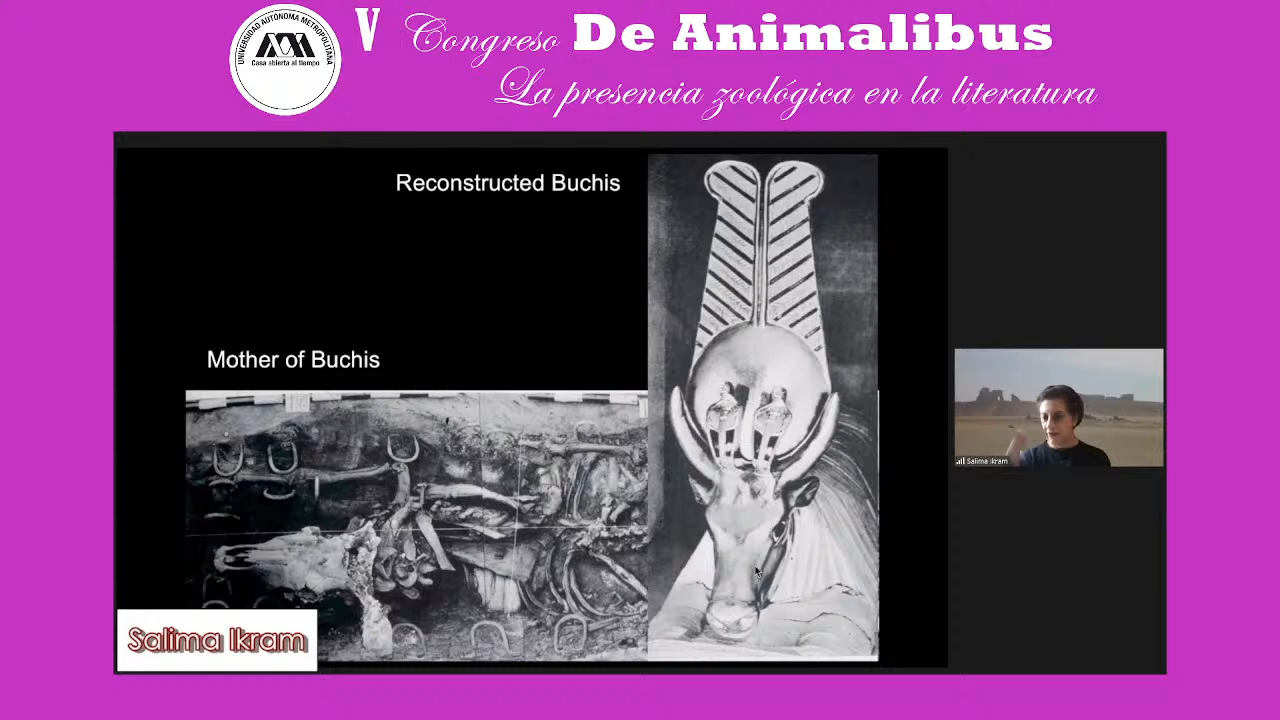 UNIVERSIDAD AUTÓNOMA METROPOLITANA
Casa abierta al tiempo
V Congreso De Animalibus
La presencia zoológica en la literatura
Reconstructed Buchis
Mother of Buchis
Salima Ikram
Salima Ikram